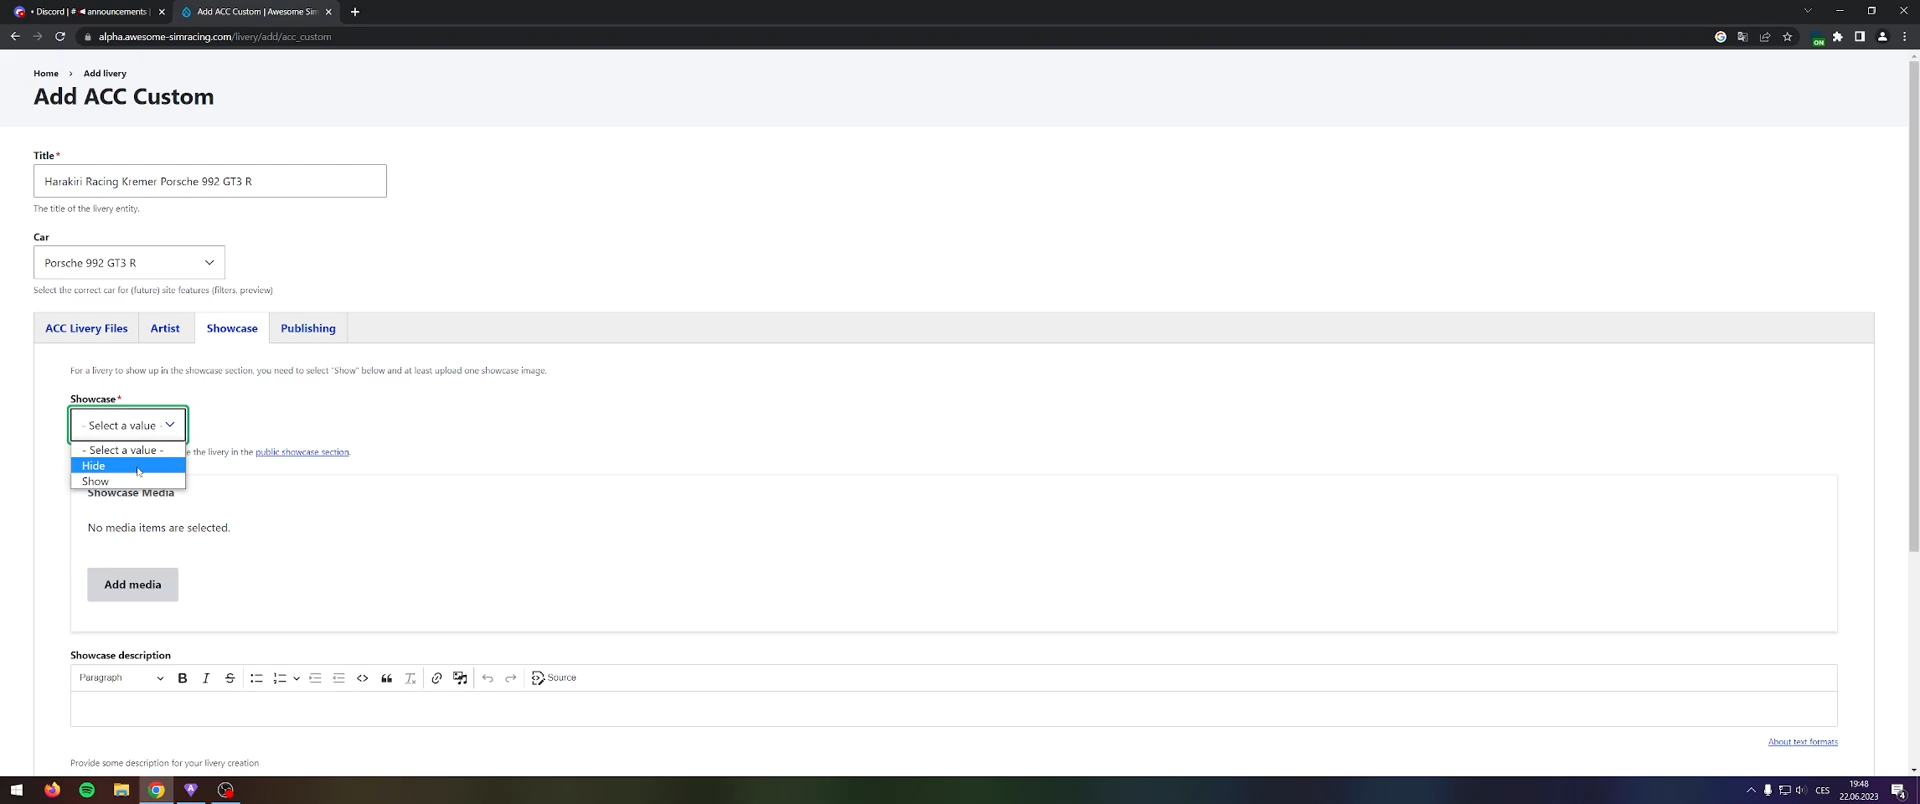 • Discord | # announcements |
Add ACC Custom | Awesome Sim
alpha.awesome-simracing.com/livery/add/acc_custom
ON
Home › Add livery
Add ACC Custom
Title*
Harakiri Racing Kremer Porsche 992 GT3 R
The title of the livery entity.
Car
Porsche 992 GT3 R
Select the correct car for (future) site features (filters, preview)
ACC Livery Files
Artist
Showcase
Publishing
For a livery to show up in the showcase section, you need to select "Show" below and at least upload one showcase image.
Showcase*
- Select a value -
- Select a value -
e the livery in the public showcase section.
Hide
Show
Showcase Media
No media items are selected.
Add media
Showcase description
Paragraph
B I S
Source
About text formats
Provide some description for your livery creation
CES
19:48
22.06.2023
4